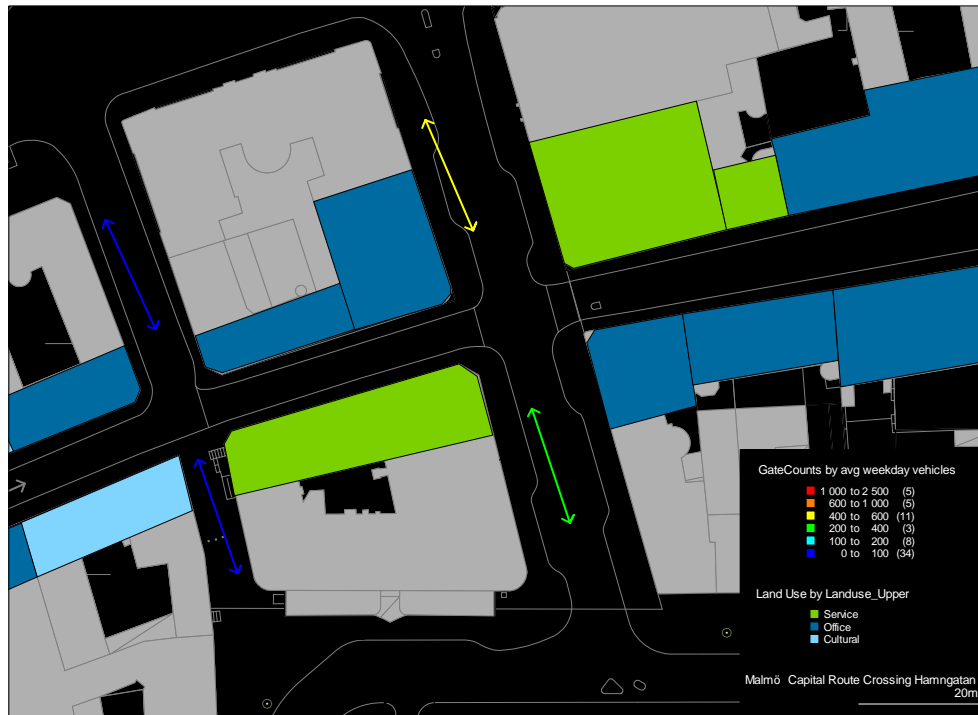 GateCounts by avg weekday vehicles
1 000 to 2 500 (5)
600 to 1 000 (5)
400 to 600 (11)
200 to 400 (3)
100 to 200 (8)
0 to 100 (34)
Land Use by Landuse_Upper
Service
Office
Cultural
Malmö Capital Route Crossing Hamngatan
20m